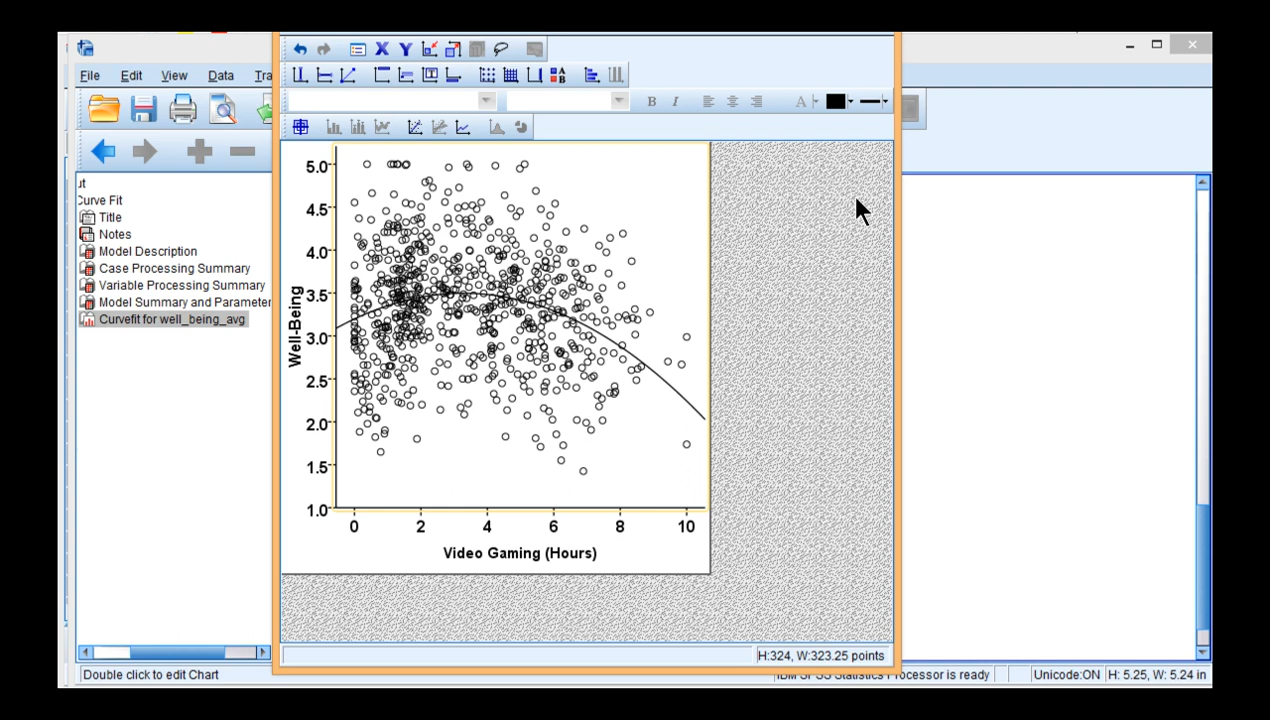 File Edit View Data Tra
B I A
ut
Curve Fit
Title
Notes
Model Description
Case Processing Summary
Variable Processing Summary
Model Summary and Parameter
Curvefit for well_being_avg
5.0
4.5
4.0
3.5
3.0
2.5
2.0
1.5
1.0
Well-Being
0 2 4 6 8 10
Video Gaming (Hours)
H:324, W:323.25 points
Double click to edit Chart
IBM SPSS Statistics Processor is ready
Unicode:ON
H: 5.25, W: 5.24 in